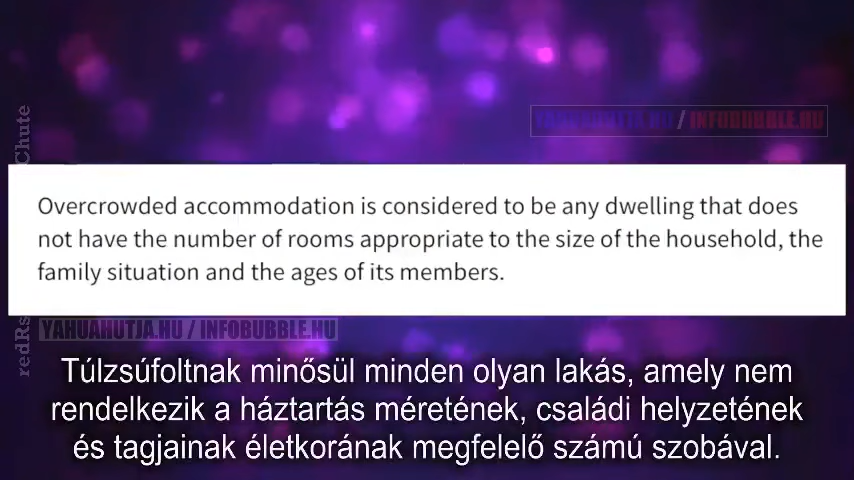 YAHUAHUTJA.HU / INFOBUBBLE.HU
Chute
Overcrowded accommodation is considered to be any dwelling that does
not have the number of rooms appropriate to the size of the household, the
family situation and the ages of its members.
redRs
YAHUAHUTJA.HU / INFOBUBBLE.HU
Túlzsúfoltnak minősül minden olyan lakás, amely nem
rendelkezik a háztartás méretének, családi helyzetének
és tagjainak életkorának megfelelő számú szobával.